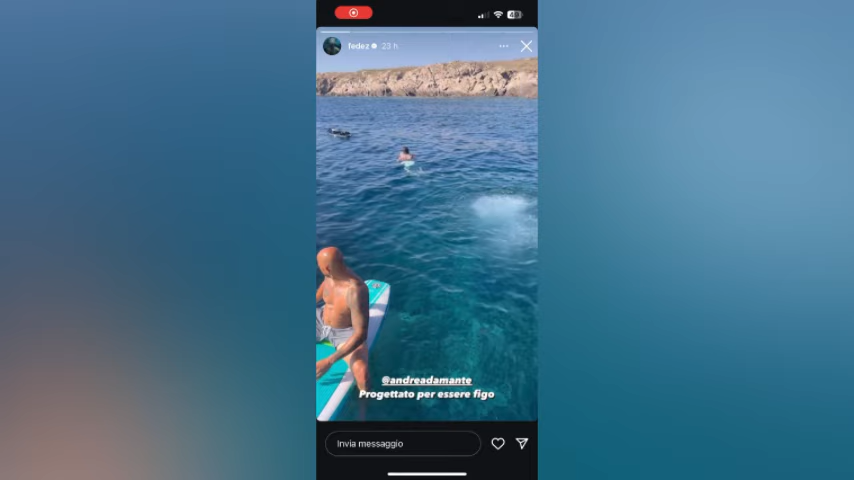 fedez 23 h
@andreadamante
Progettato per essere figo
Invia messaggio